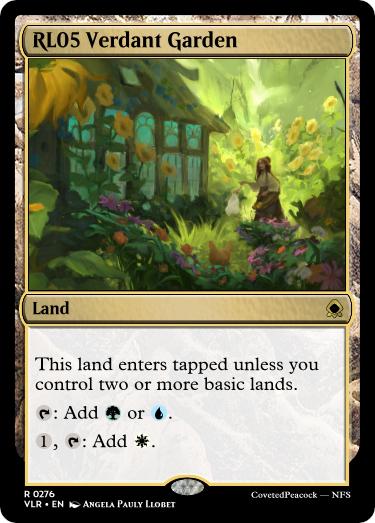 RL05 Verdant Garden
Land
This land enters tapped unless you
control two or more basic lands.
: Add or .
1, : Add .
R 0276
VLR • EN ANGELA PAULY LLOBET
CovetedPeacock — NFS